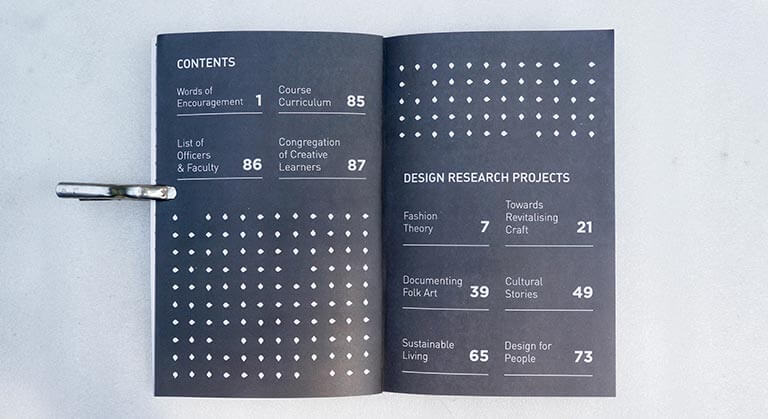 CONTENTS
Words of
Encouragement 1
Course
Curriculum 85
List of
Officers
& Faculty 86
Congregation
of Creative
Learners 87
DESIGN RESEARCH PROJECTS
Fashion
Theory 7
Towards
Revitalising
Craft 21
Documenting
Folk Art 39
Cultural
Stories 49
Sustainable
Living 65
Design for
People 73